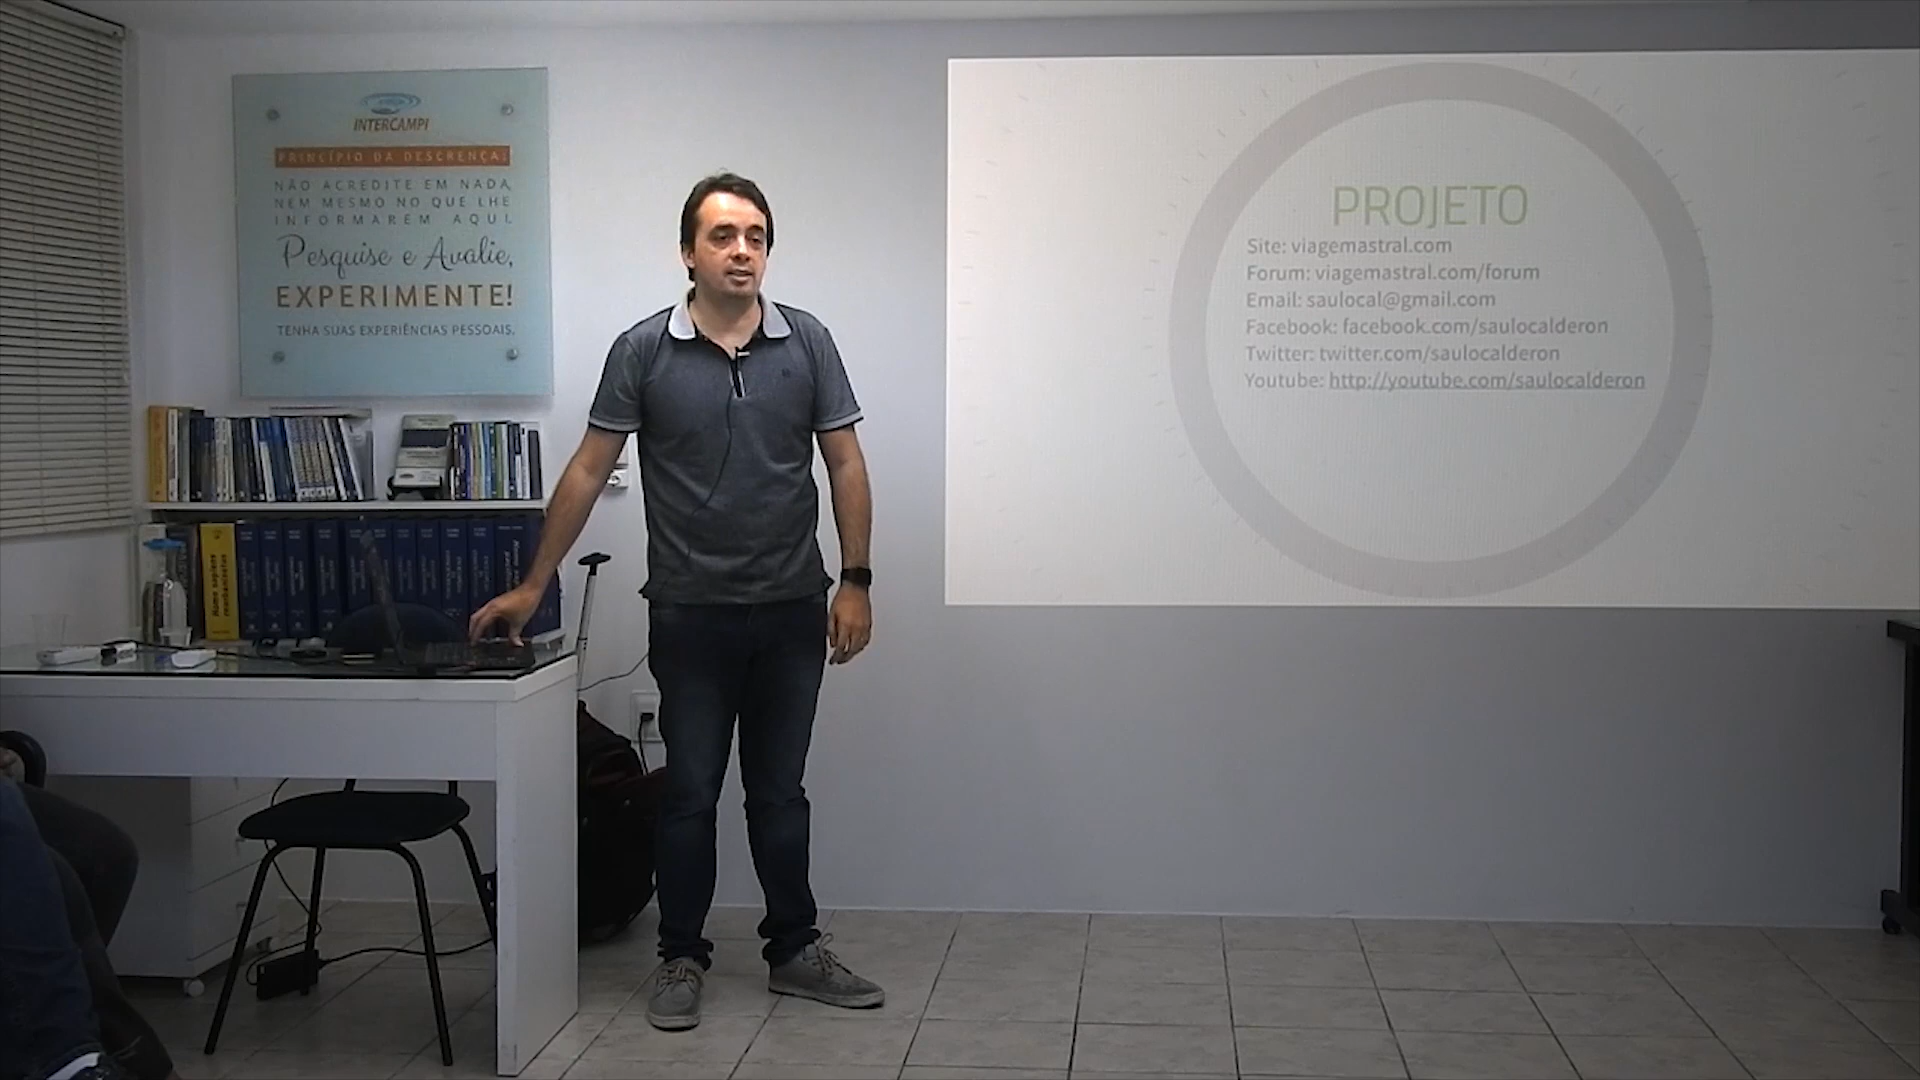 INTERCAMPI
PRINCÍPIO DA DESCRENÇA:
NÃO ACREDITE EM NADA,
NEM MESMO NO QUE LHE
INFORMAREM AQUI.
Pesquise e Avalie,
EXPERIMENTE!
TENHA SUAS EXPERIÊNCIAS PESSOAIS.
PROJETO
Site: viagemastral.com
Forum: viagemastral.com/forum
Email: saulocal@gmail.com
Facebook: facebook.com/saulocalderon
Twitter: twitter.com/saulocalderon
Youtube: http://youtube.com/saulocalderon
Homo sapiens